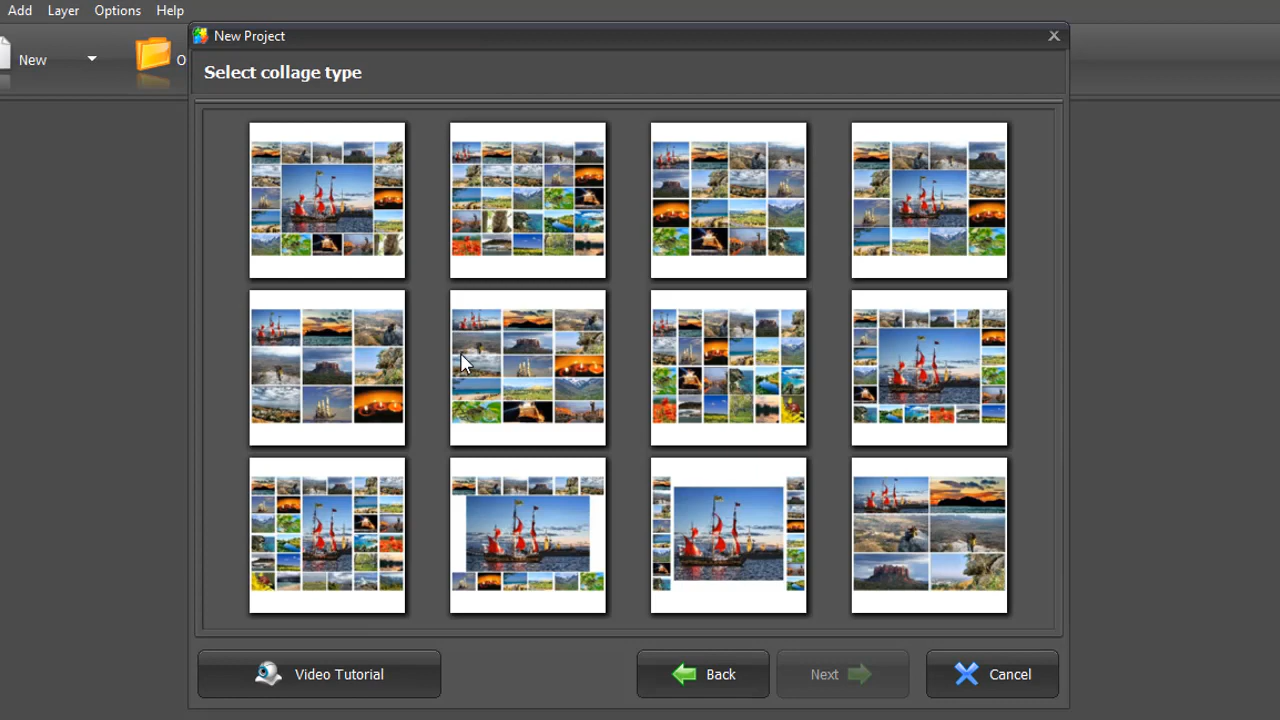 Add Layer Options Help
New Project
New
O
Select collage type
Video Tutorial
Back
Next
Cancel